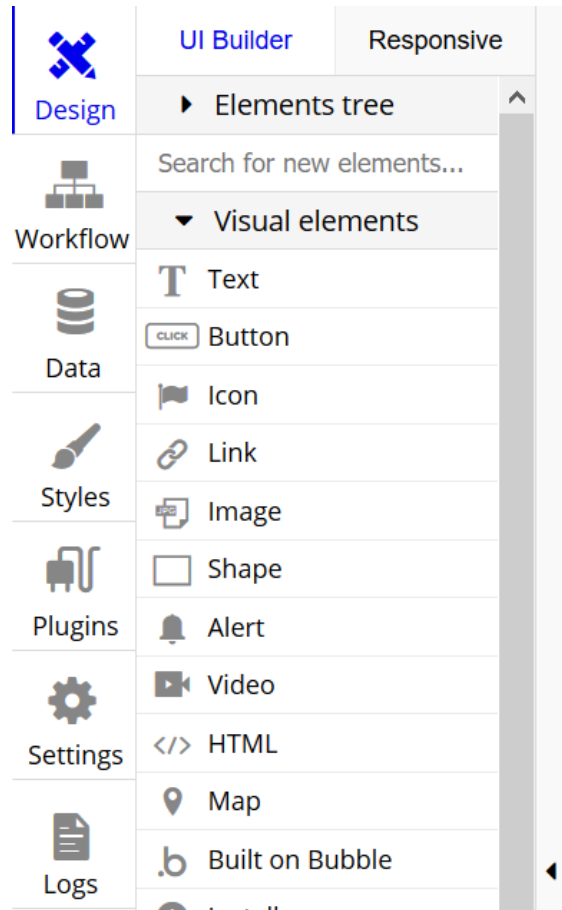 UI Builder
Responsive
Design
Elements tree
Search for new elements...
Visual elements
Workflow
Text
CLICK Button
Data
Icon
Link
Styles
JPG Image
Shape
Plugins
Alert
Video
Settings
</> HTML
Map
Logs
.b Built on Bubble